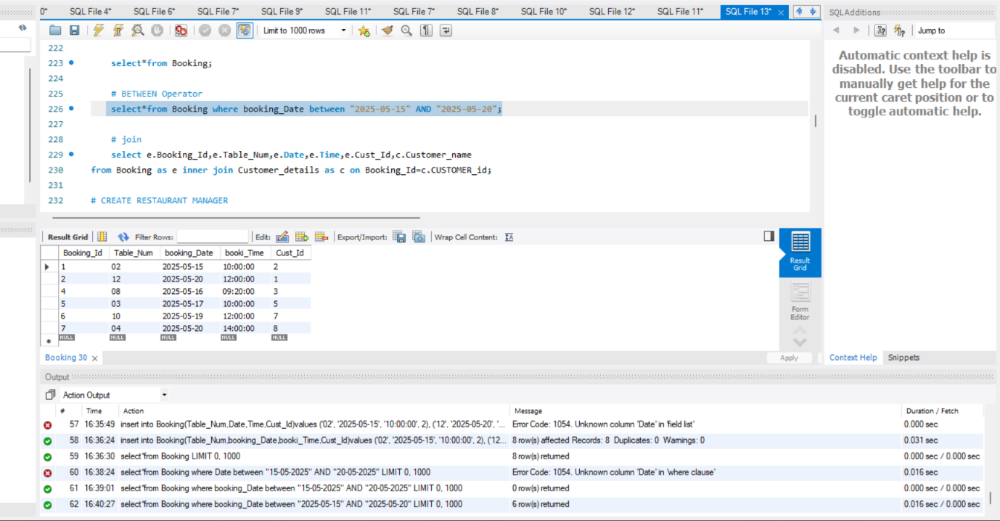 0* SQL File 4* SQL File 6* SQL File 7* SQL File 9* SQL File 11* SQL File 7* SQL File 8* SQL File 10* SQL File 12* SQL File 11* SQL File 13* ×
SQLAdditions
Limit to 1000 rows
Jump to
222
223 select*from Booking;
224
225 # BETWEEN Operator
226 select*from Booking where booking_Date between "2025-05-15" AND "2025-05-20";
227
228 # join
229 select e.Booking_Id,e.Table_Num,e.Date,e.Time,e.Cust_Id,c.Customer_name
230 from Booking as e inner join Customer_details as c on Booking_Id=c.CUSTOMER_id;
231
232 # CREATE RESTAURANT MANAGER
Automatic context help is
disabled. Use the toolbar to
manually get help for the
current caret position or to
toggle automatic help.
Result Grid Filter Rows: Edit: Export/Import: Wrap Cell Content:
Booking_Id Table_Num booking_Date booki_Time Cust_Id
1 02 2025-05-15 10:00:00 2
2 12 2025-05-20 12:00:00 1
4 08 2025-05-16 09:20:00 3
5 03 2025-05-17 10:00:00 5
6 10 2025-05-19 12:00:00 7
7 04 2025-05-20 14:00:00 8
NULL NULL NULL NULL NULL
Result
Grid
Form
Editor
Booking 30 ×
Apply
Context Help Snippets
Output
Action Output
# Time Action Message Duration / Fetch
57 16:35:49 insert into Booking(Table_Num,Date,Time,Cust_Id)values ('02', '2025-05-15', '10:00:00', 2), ('12', '2025-05-20', '... Error Code: 1054. Unknown column 'Date' in 'field list' 0.000 sec
58 16:36:24 insert into Booking(Table_Num,booking_Date,booki_Time,Cust_Id)values ('02', '2025-05-15', '10:00:00', 2), ('12... 8 row(s) affected Records: 8 Duplicates: 0 Warnings: 0 0.031 sec
59 16:36:30 select*from Booking LIMIT 0, 1000 8 row(s) returned 0.000 sec / 0.000 sec
60 16:38:24 select*from Booking where Date between "15-05-2025" AND "20-05-2025" LIMIT 0, 1000 Error Code: 1054. Unknown column 'Date' in 'where clause' 0.016 sec
61 16:39:01 select*from Booking where booking_Date between "15-05-2025" AND "20-05-2025" LIMIT 0, 1000 0 row(s) returned 0.000 sec / 0.000 sec
62 16:40:27 select*from Booking where booking_Date between "2025-05-15" AND "2025-05-20" LIMIT 0, 1000 6 row(s) returned 0.016 sec / 0.000 sec